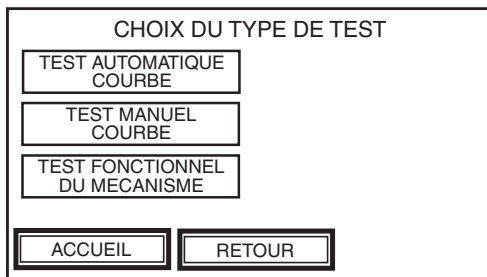 CHOIX DU TYPE DE TEST
TEST AUTOMATIQUE
COURBE
TEST MANUEL
COURBE
TEST FONCTIONNEL
DU MECANISME
ACCUEIL
RETOUR